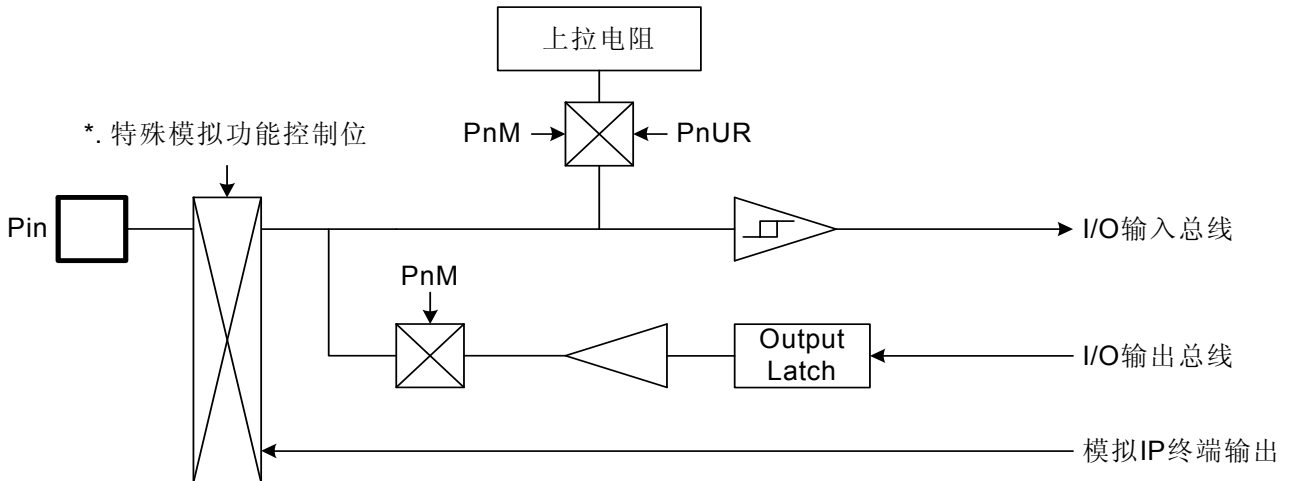 上拉电阻
*. 特殊模拟功能控制位
PnM
PnUR
Pin
I/O输入总线
PnM
Output
Latch
I/O输出总线
模拟IP终端输出